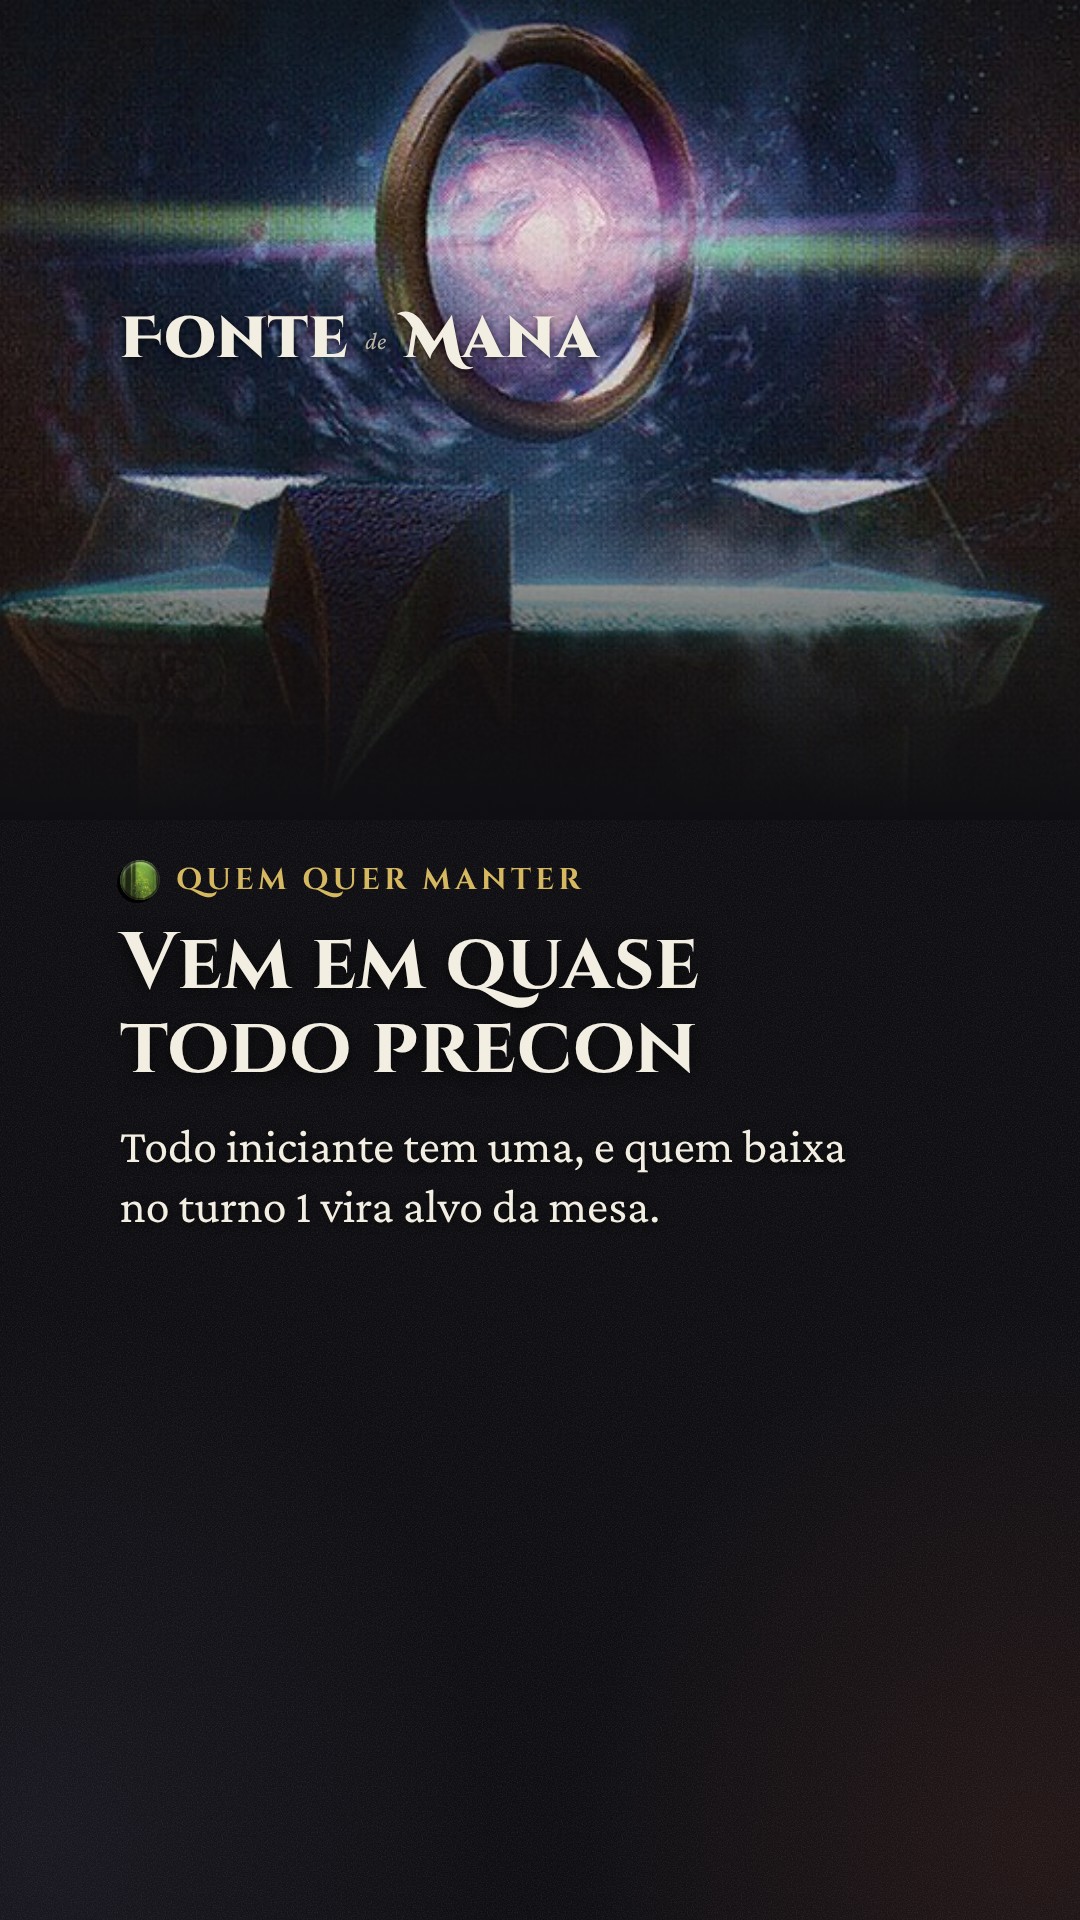 Fonte de Mana
Quem quer manter
Vem em quase
todo precon
Todo iniciante tem uma, e quem baixa
no turno 1 vira alvo da mesa.